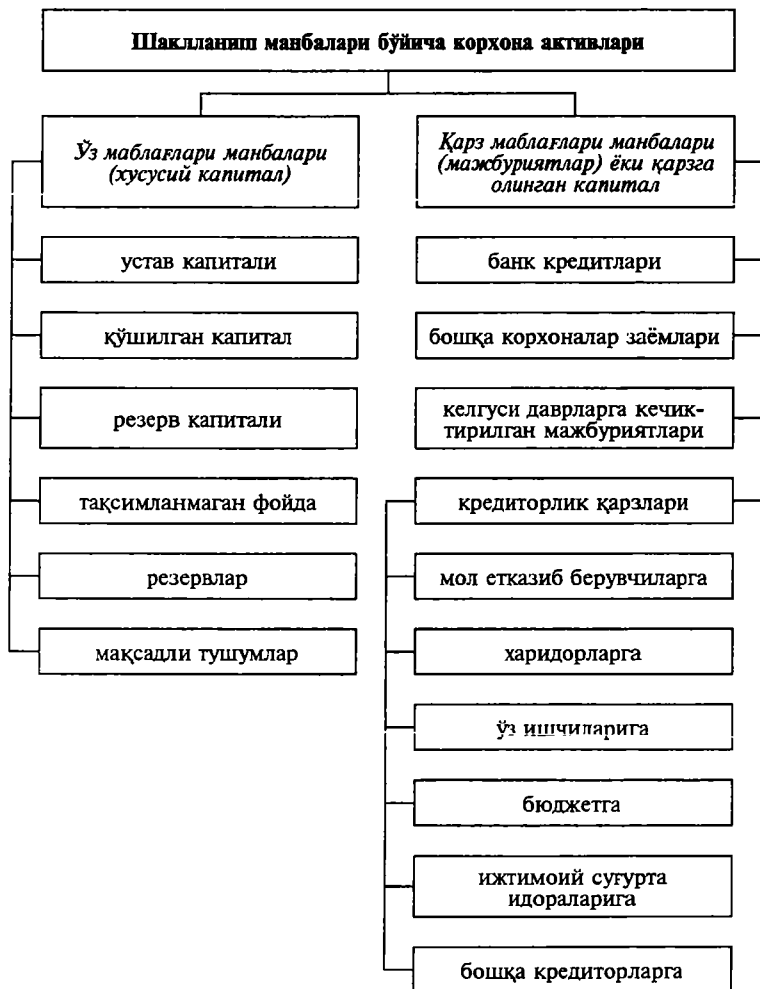 Шаклланиш манбалари бўйича корхона активлари
Ўз маблағлари манбалари
(хусусий капитал)
устав капитали
қўшилган капитал
резерв капитали
тақсимланмаган фойда
резервлар
мақсадли тушумлар
Қарз маблағлари манбалари
(мажбуриятлар) ёки қарзга
олинган капитал
банк кредитлари
бошқа корхоналар заёмлари
келгуси даврларга кечик-
тирилган мажбуриятлари
кредиторлик қарзлари
мол етказиб берувчиларга
харидорларга
ўз ишчиларига
бюджетга
ижтимоий суғурта
идораларига
бошқа кредиторларга